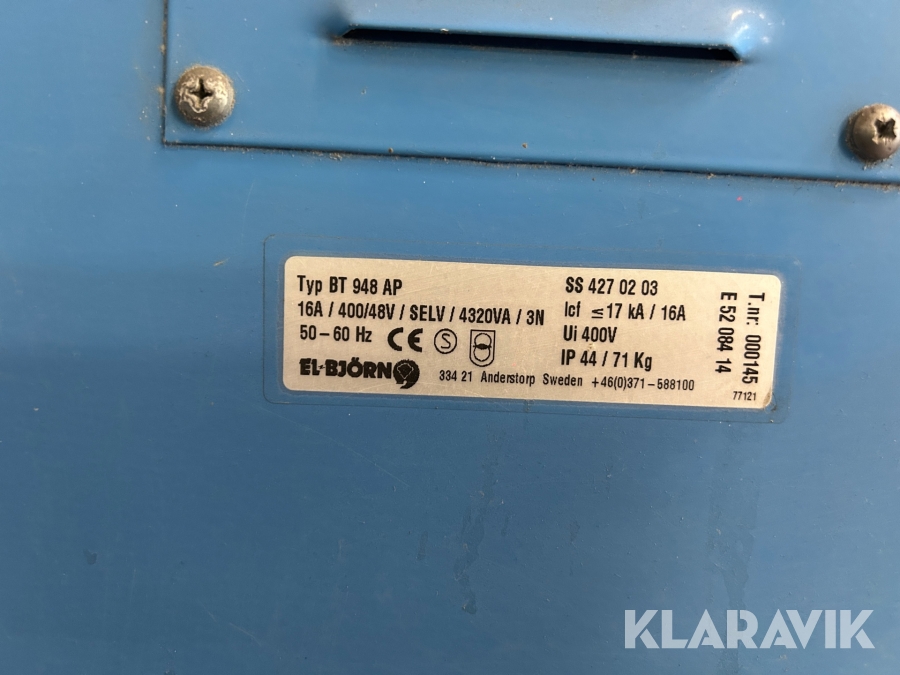 Typ BT 948 AP
16A / 400/48V / SELV / 4320VA / 3N
50-60 Hz CE S
EL-BJÖRN
SS 427 02 03
Icf ≤17 kA / 16A
Ui 400V
IP 44 / 71 Kg
334 21 Anderstorp Sweden +46(0)371-588100
T.nr: 000145
E 52 084 14
77121
KLARAVIK